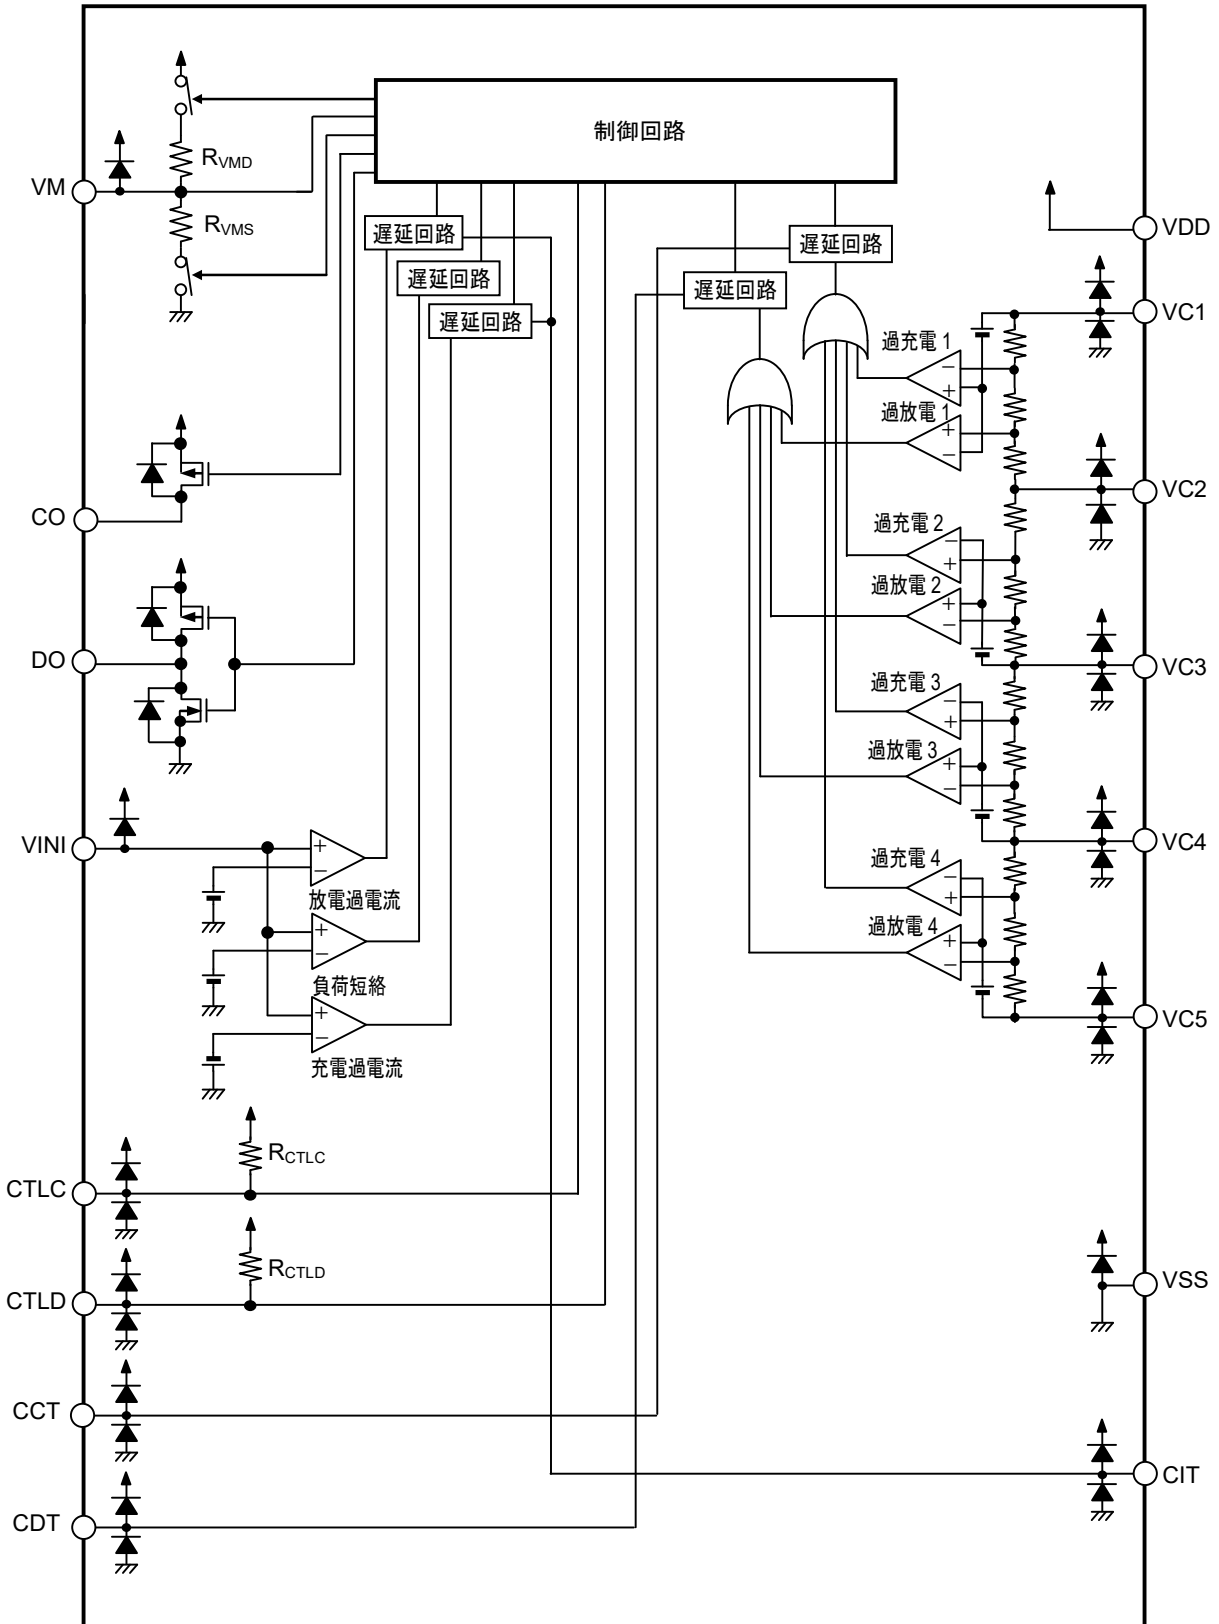 制御回路
RVMD
VM
RVMS
遅延回路
遅延回路
遅延回路
遅延回路
遅延回路
VDD
VC1
過充電 1
−
+
過放電 1
+
−
VC2
CO
過充電 2
−
+
過放電 2
+
−
DO
VC3
過充電 3
−
+
過放電 3
+
−
VINI
VC4
+
−
放電過電流
過充電 4
−
+
過放電 4
+
−
+
−
負荷短絡
+
−
充電過電流
VC5
RCTLC
CTLC
RCTLD
CTLD
VSS
CCT
CIT
CDT